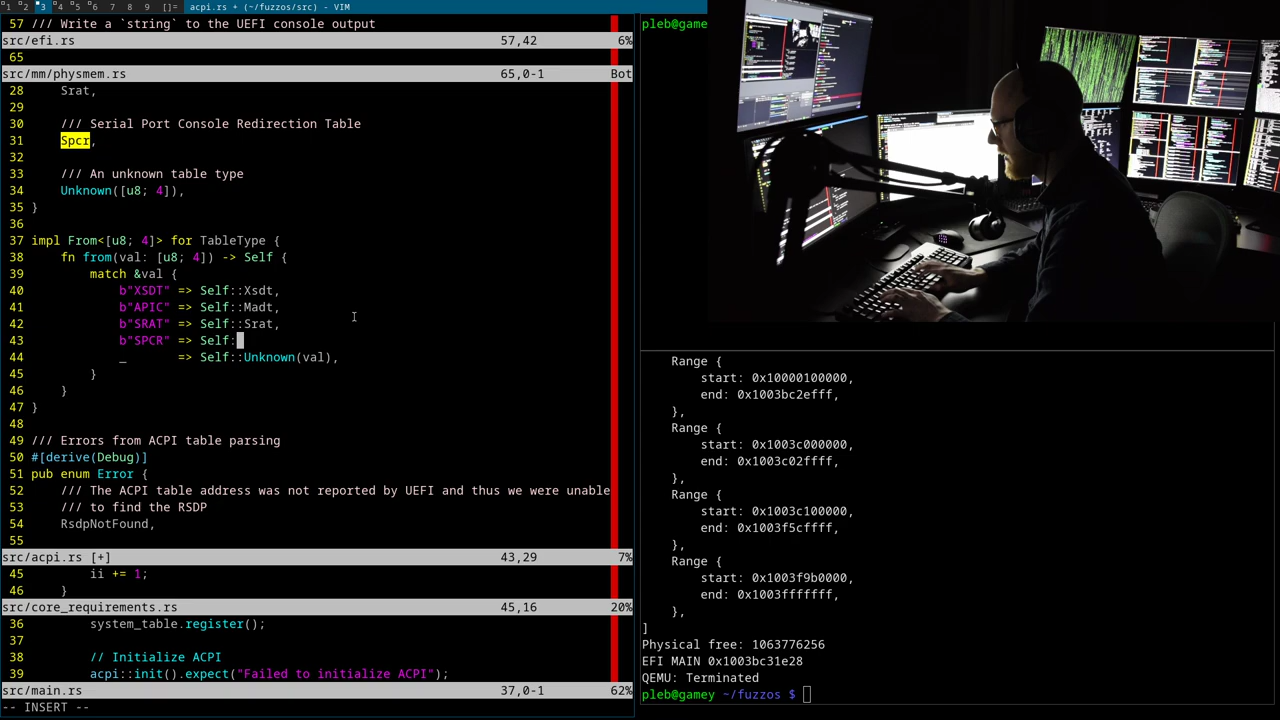 1 2 3 4 5 6 7 8 9 []= acpi.rs + (~/fuzzos/src) - VIM
57 /// Write a `string` to the UEFI console output
src/efi.rs 57,42 6%
65
src/mm/physmem.rs 65,0-1 Bot
28     Srat,
29
30     /// Serial Port Console Redirection Table
31     Spcr,
32
33     /// An unknown table type
34     Unknown([u8; 4]),
35 }
36
37 impl From<[u8; 4]> for TableType {
38     fn from(val: [u8; 4]) -> Self {
39         match &val {
40             b"XSDT" => Self::Xsdt,
41             b"APIC" => Self::Madt,
42             b"SRAT" => Self::Srat,
43             b"SPCR" => Self:
44             _       => Self::Unknown(val),
45         }
46     }
47 }
48
49 /// Errors from ACPI table parsing
50 #[derive(Debug)]
51 pub enum Error {
52     /// The ACPI table address was not reported by UEFI and thus we were unable
53     /// to find the RSDP
54     RsdpNotFound,
55
src/acpi.rs [+] 43,29 7%
45         ii += 1;
46     }
src/core_requirements.rs 45,16 20%
36         system_table.register();
37
38         // Initialize ACPI
39         acpi::init().expect("Failed to initialize ACPI");
src/main.rs 37,0-1 62%
-- INSERT --
pleb@game
    Range {
        start: 0x10000100000,
        end: 0x1003bc2efff,
    },
    Range {
        start: 0x1003c000000,
        end: 0x1003c02ffff,
    },
    Range {
        start: 0x1003c100000,
        end: 0x1003f5cffff,
    },
    Range {
        start: 0x1003f9b0000,
        end: 0x1003fffffff,
    },
]
Physical free: 1063776256
EFI MAIN 0x1003bc31e28
QEMU: Terminated
pleb@gamey ~/fuzzos $